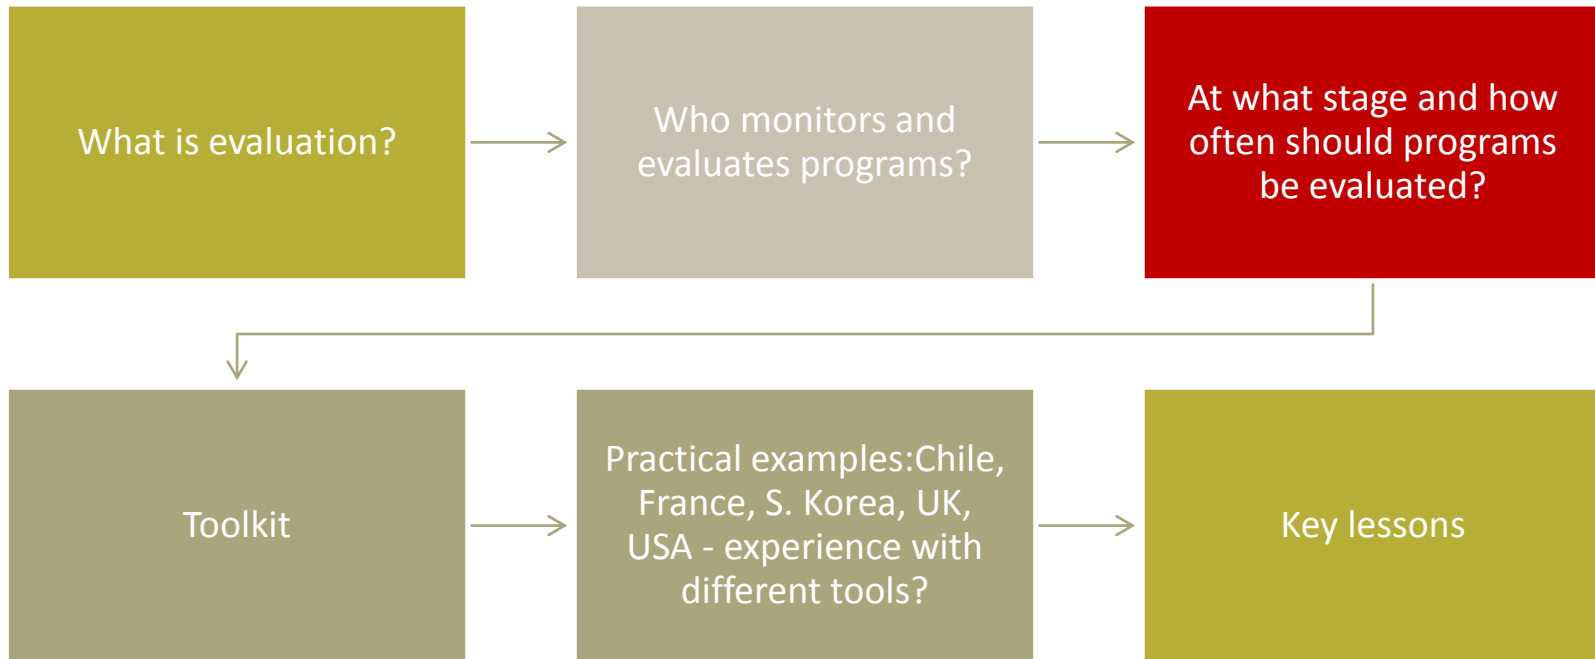 What is evaluation?
Who monitors and
evaluates programs?
At what stage and how
often should programs
be evaluated?
Toolkit
Practical examples:Chile,
France, S. Korea, UK,
USA - experience with
different tools?
Key lessons